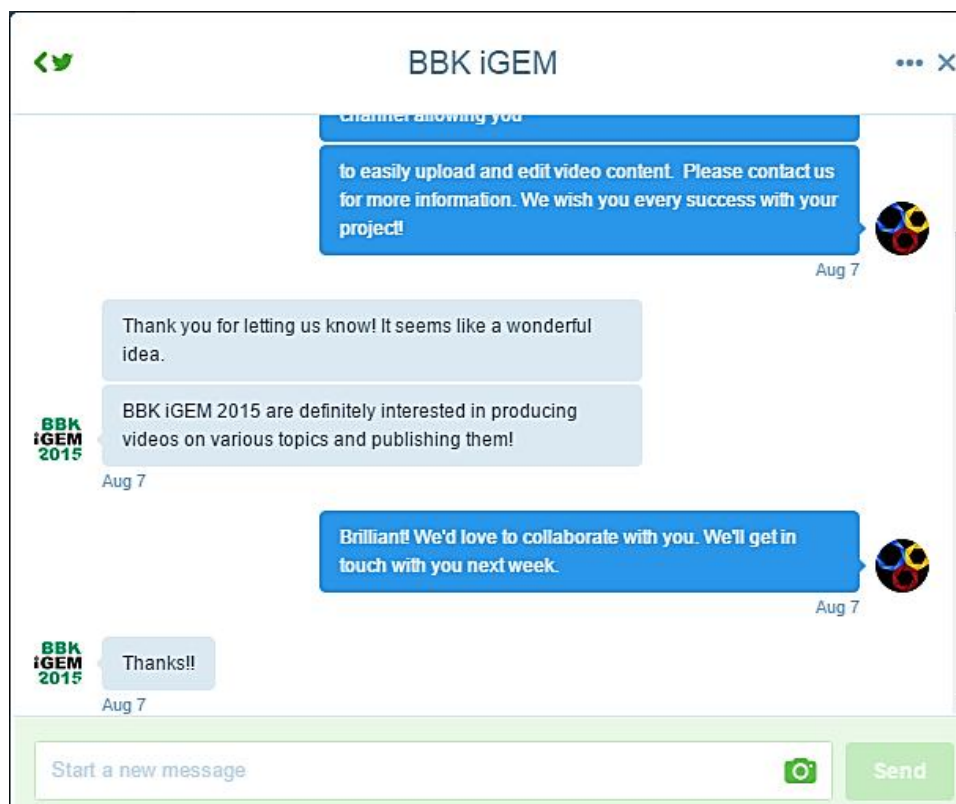 BBK iGEM
channel allowing you
to easily upload and edit video content. Please contact us
for more information. We wish you every success with your
project!
Aug 7
Thank you for letting us know! It seems like a wonderful
idea.
BBK iGEM 2015 are definitely interested in producing
videos on various topics and publishing them!
BBK
iGEM
2015
Aug 7
Brilliant! We'd love to collaborate with you. We'll get in
touch with you next week.
Aug 7
BBK
iGEM
2015
Thanks!!
Aug 7
Start a new message
Send